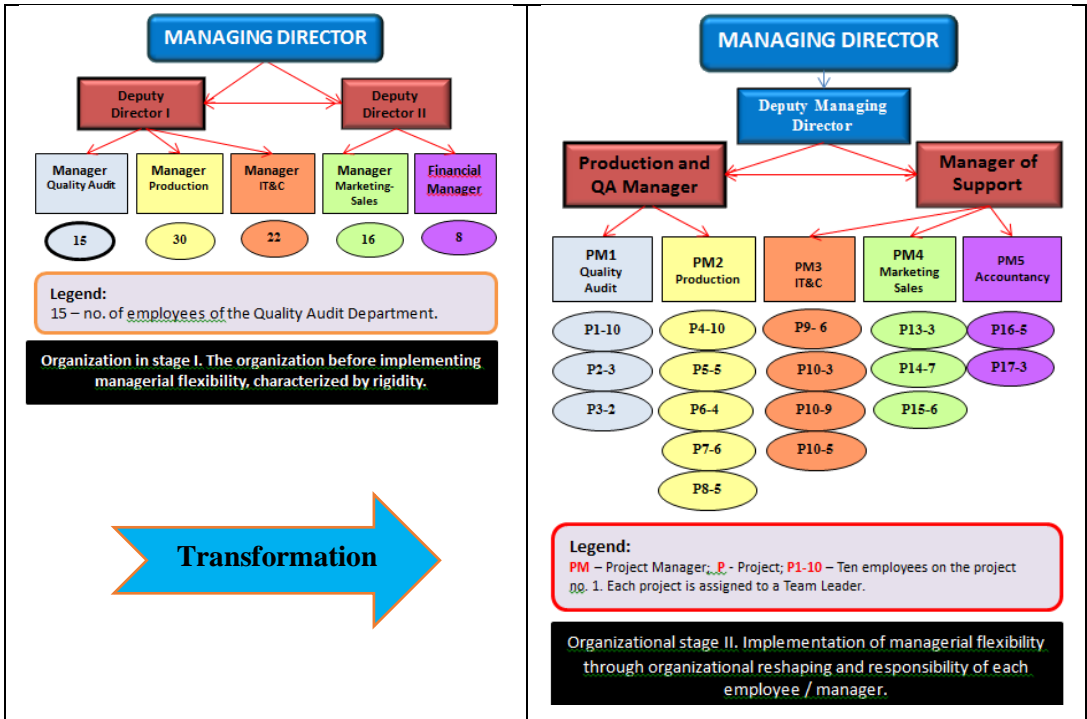 MANAGING DIRECTOR
Deputy
Director I
Deputy
Director II
Manager
Quality Audit
Manager
Production
Manager
IT&C
Manager
Marketing-
Sales
Financial
Manager
15
30
22
16
8
Legend:
15 – no. of employees of the Quality Audit Department.
Organization in stage I. The organization before implementing
managerial flexibility, characterized by rigidity.
Transformation
MANAGING DIRECTOR
Deputy Managing
Director
Production and
QA Manager
Manager of
Support
PM1
Quality
Audit
PM2
Production
PM3
IT&C
PM4
Marketing
Sales
PM5
Accountancy
P1-10
P4-10
P9- 6
P13-3
P16-5
P2-3
P5-5
P10-3
P14-7
P17-3
P3-2
P6-4
P10-9
P15-6
P7-6
P10-5
P8-5
Legend:
PM – Project Manager; P - Project; P1-10 – Ten employees on the project
no. 1. Each project is assigned to a Team Leader.
Organizational stage II. Implementation of managerial flexibility
through organizational reshaping and responsibility of each
employee / manager.